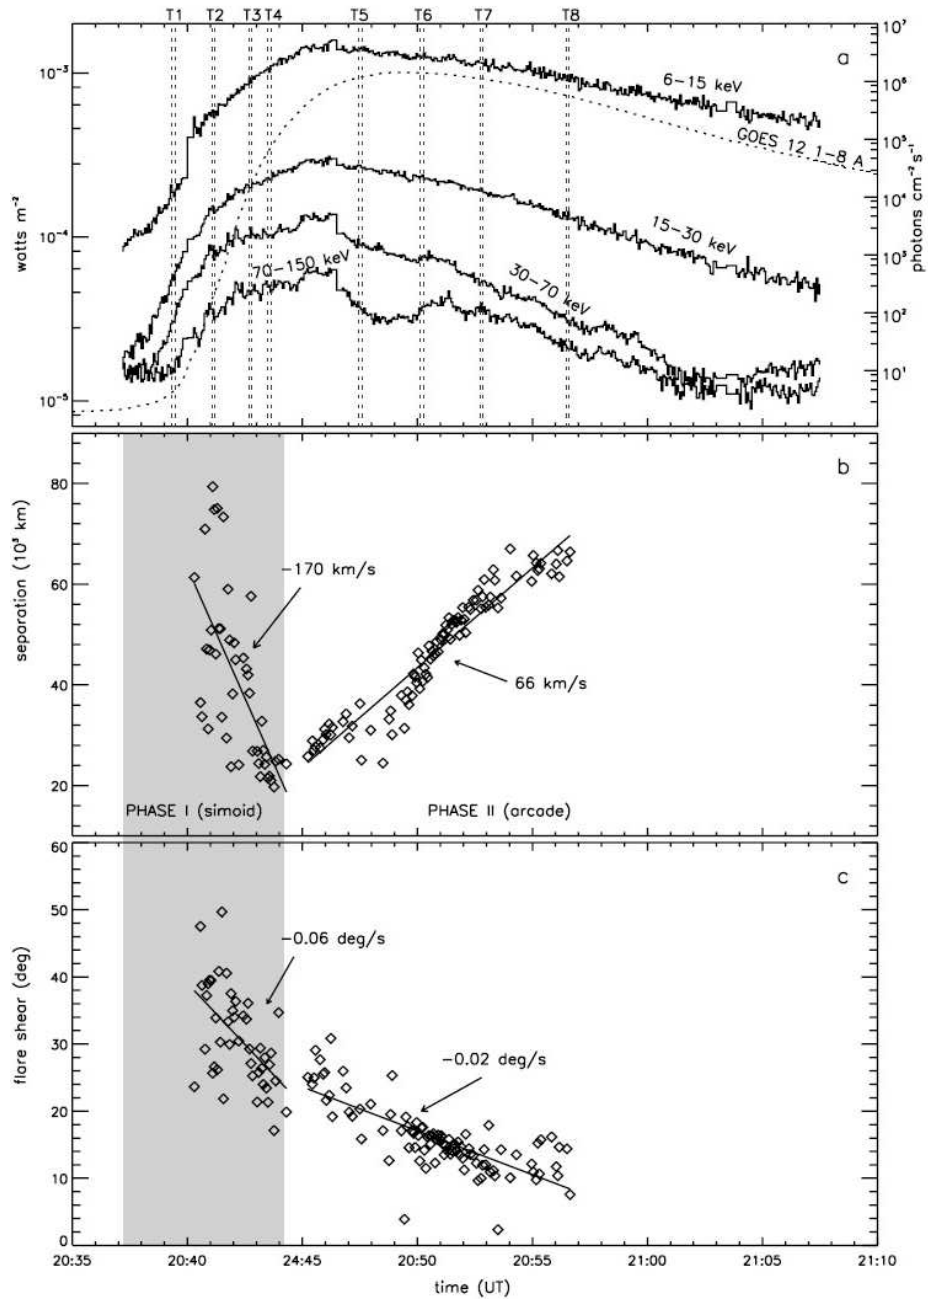 T1 T2 T3 T4 T5 T6 T7 T8
10⁷
a
10⁻³
6−15 keV
10⁶
GOES 12 1−8 A
10⁵
watts m⁻²
photons cm⁻² s⁻¹
10⁴
10⁻⁴
15−30 keV
10³
70−150 keV
30−70 keV
10²
10¹
10⁻⁵
b
80
−170 km/s
separation (10³ km)
60
40
66 km/s
20
PHASE I (simoid)
PHASE II (arcade)
60
c
50
−0.06 deg/s
40
flare shear (deg)
30
−0.02 deg/s
20
10
0
20:35 20:40 24:45 20:50 20:55 21:00 21:05 21:10
time (UT)